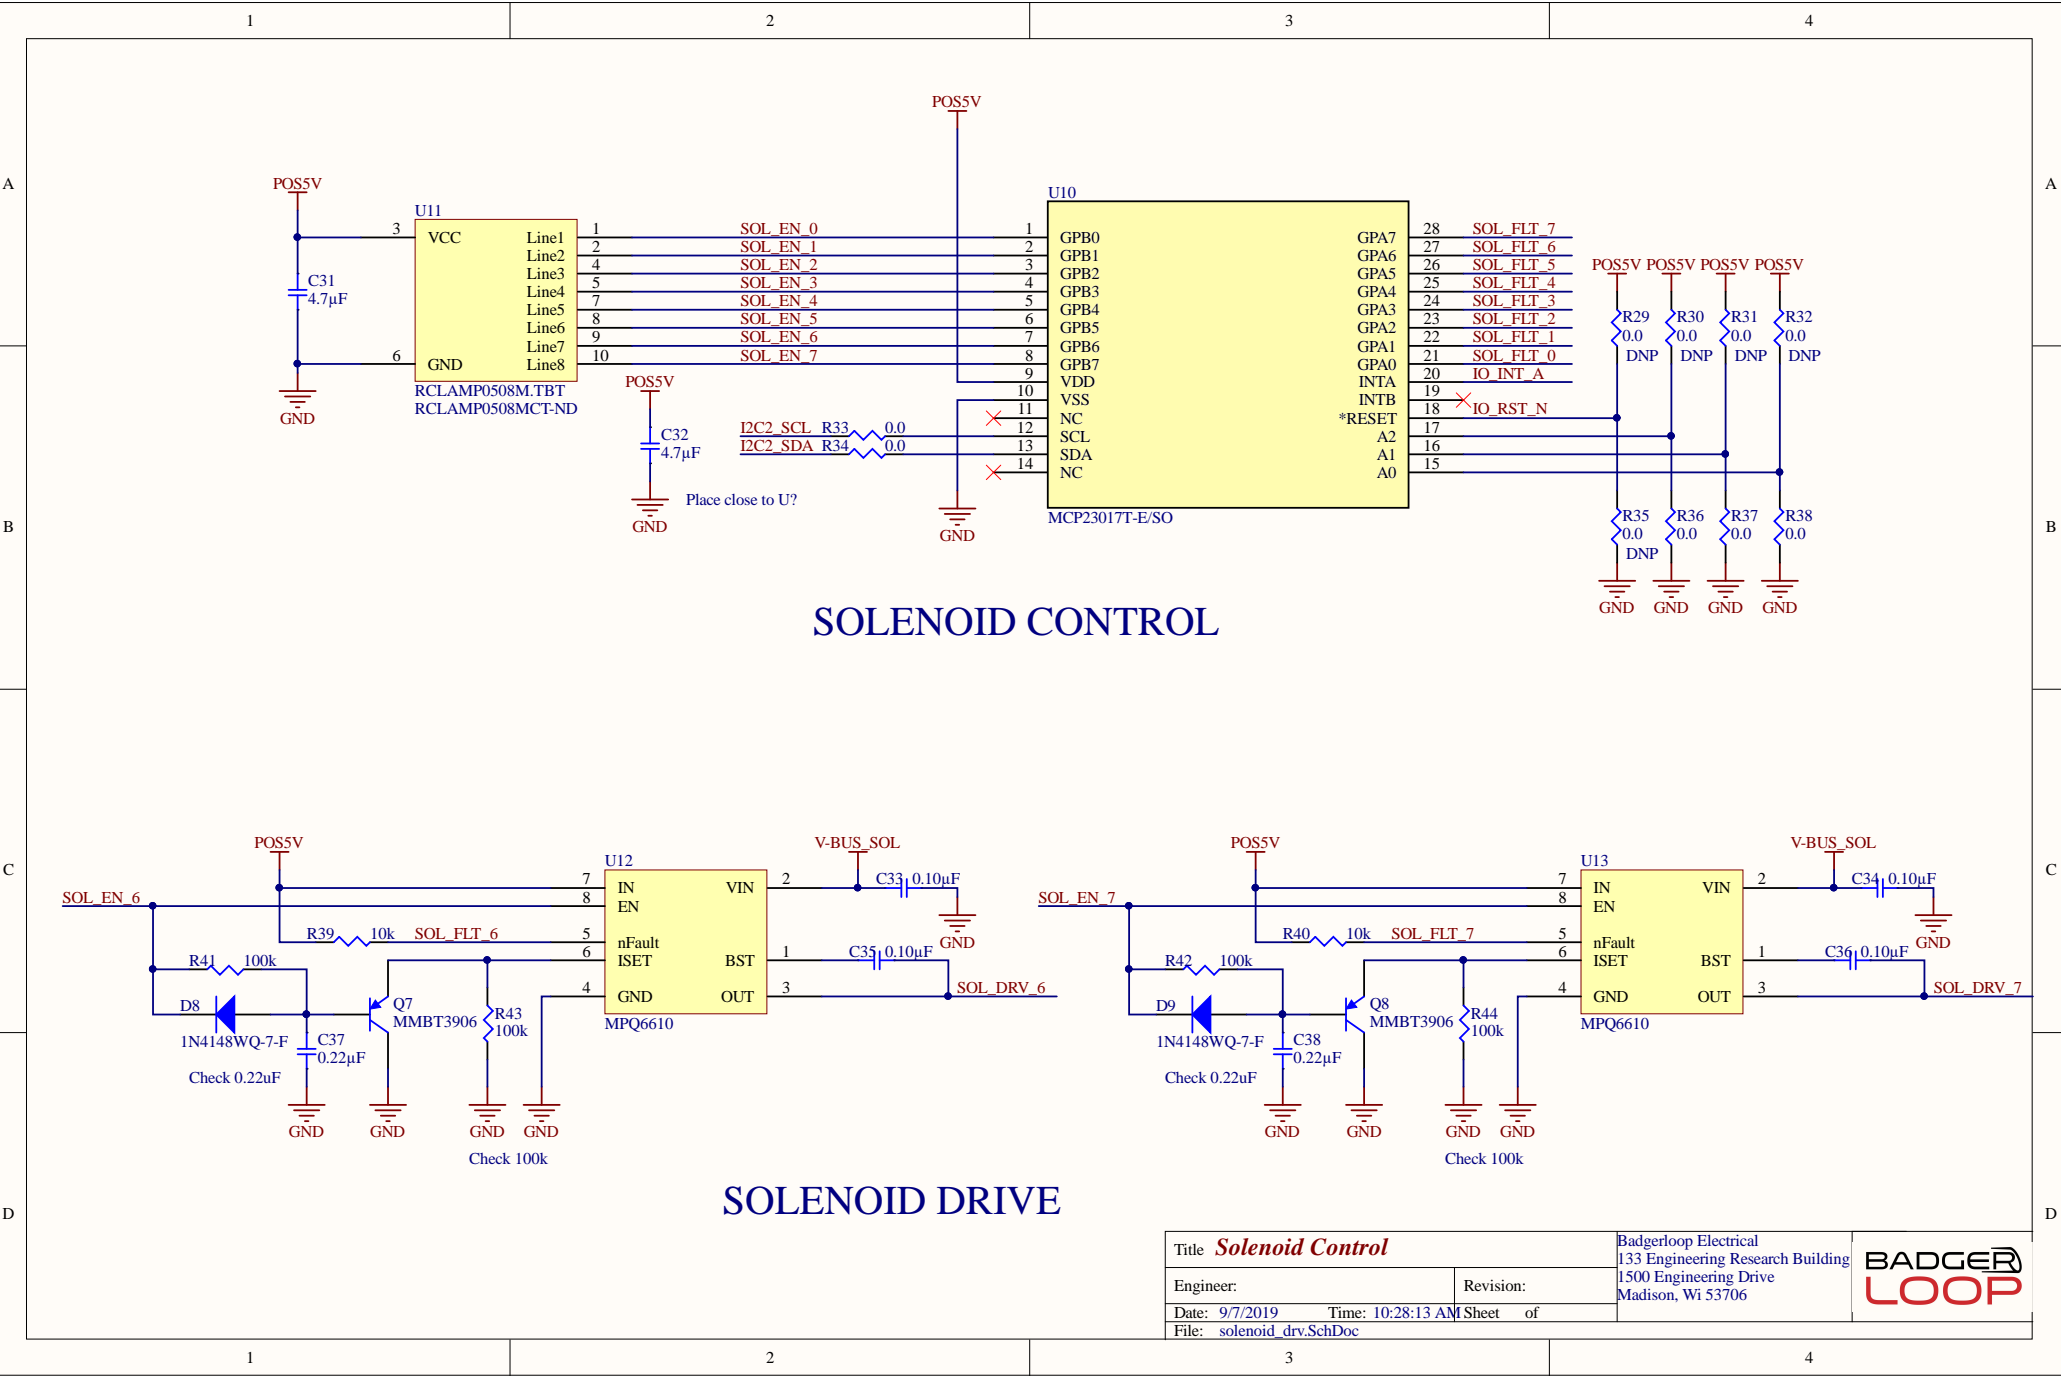 1 2 3 4
A A
B B
C C
D D
POS5V
POS5V
U11
3 VCC
6 GND
Line1 1
Line2 2
Line3 4
Line4 5
Line5 7
Line6 8
Line7 9
Line8 10
RCLAMP0508M.TBT
RCLAMP0508MCT-ND
C31
4.7µF
GND
SOL_EN_0
SOL_EN_1
SOL_EN_2
SOL_EN_3
SOL_EN_4
SOL_EN_5
SOL_EN_6
SOL_EN_7
POS5V
C32
4.7µF
GND
Place close to U?
I2C2_SCL R33 0.0
I2C2_SDA R34 0.0
GND
U10
1 GPB0
2 GPB1
3 GPB2
4 GPB3
5 GPB4
6 GPB5
7 GPB6
8 GPB7
9 VDD
10 VSS
11 NC
12 SCL
13 SDA
14 NC
GPA7 28 SOL_FLT_7
GPA6 27 SOL_FLT_6
GPA5 26 SOL_FLT_5
GPA4 25 SOL_FLT_4
GPA3 24 SOL_FLT_3
GPA2 23 SOL_FLT_2
GPA1 22 SOL_FLT_1
GPA0 21 SOL_FLT_0
INTA 20 IO_INT_A
INTB 19
*RESET 18 IO_RST_N
A2 17
A1 16
A0 15
MCP23017T-E/SO
POS5V POS5V POS5V POS5V
R29 R30 R31 R32
0.0 0.0 0.0 0.0
DNP DNP DNP DNP
R35 R36 R37 R38
0.0 0.0 0.0 0.0
DNP
GND GND GND GND
SOLENOID CONTROL
POS5V
SOL_EN_6
R39 10k SOL_FLT_6
R41 100k
D8
1N4148WQ-7-F
Check 0.22uF
C37
0.22µF
Q7
MMBT3906
R43
100k
GND GND GND GND
Check 100k
U12
7 IN
8 EN
5 nFault
6 ISET
4 GND
VIN 2
BST 1
OUT 3
MPQ6610
V-BUS_SOL
C33 0.10µF
GND
C35 0.10µF
SOL_DRV_6
POS5V
SOL_EN_7
R40 10k SOL_FLT_7
R42 100k
D9
1N4148WQ-7-F
Check 0.22uF
C38
0.22µF
Q8
MMBT3906
R44
100k
GND GND GND GND
Check 100k
U13
7 IN
8 EN
5 nFault
6 ISET
4 GND
VIN 2
BST 1
OUT 3
MPQ6610
V-BUS_SOL
C34 0.10µF
GND
C36 0.10µF
SOL_DRV_7
SOLENOID DRIVE
Title Solenoid Control
Engineer: Revision:
Date: 9/7/2019 Time: 10:28:13 AM Sheet of
File: solenoid_drv.SchDoc
Badgerloop Electrical
133 Engineering Research Building
1500 Engineering Drive
Madison, Wi 53706
BADGER
LOOP
1 2 3 4